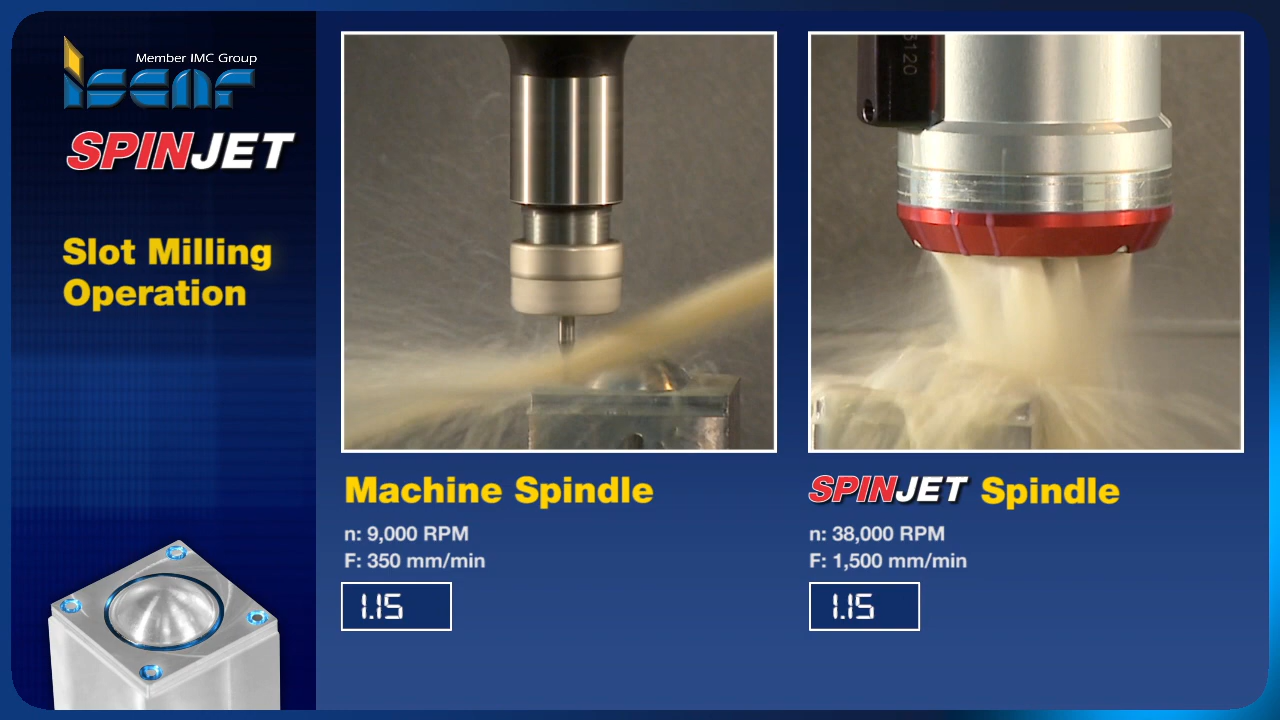 Member IMC Group
iscar
SPINJET
Slot Milling
Operation
6120
Machine Spindle
n: 9,000 RPM
F: 350 mm/min
1.15
SPINJET Spindle
n: 38,000 RPM
F: 1,500 mm/min
1.15